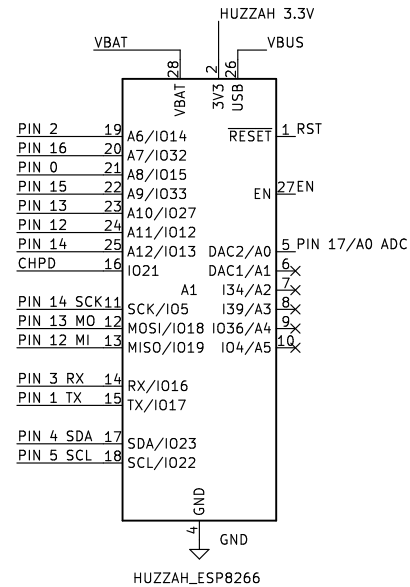 HUZZAH 3.3V
VBAT VBUS
28 2 26
VBAT 3V3 USB
PIN 2 19 A6/IO14 RESET 1 RST
PIN 16 20 A7/IO32
PIN 0 21 A8/IO15
PIN 15 22 A9/IO33 EN 27 EN
PIN 13 23 A10/IO27
PIN 12 24 A11/IO12
PIN 14 25 A12/IO13 DAC2/A0 5 PIN 17/A0 ADC
CHPD 16 IO21 DAC1/A1 6
A1 I34/A2 7
PIN 14 SCK 11 SCK/IO5 I39/A3 8
PIN 13 MO 12 MOSI/IO18 IO36/A4 9
PIN 12 MI 13 MISO/IO19 IO4/A5 10
PIN 3 RX 14 RX/IO16
PIN 1 TX 15 TX/IO17
PIN 4 SDA 17 SDA/IO23
PIN 5 SCL 18 SCL/IO22
GND
4 GND
HUZZAH_ESP8266